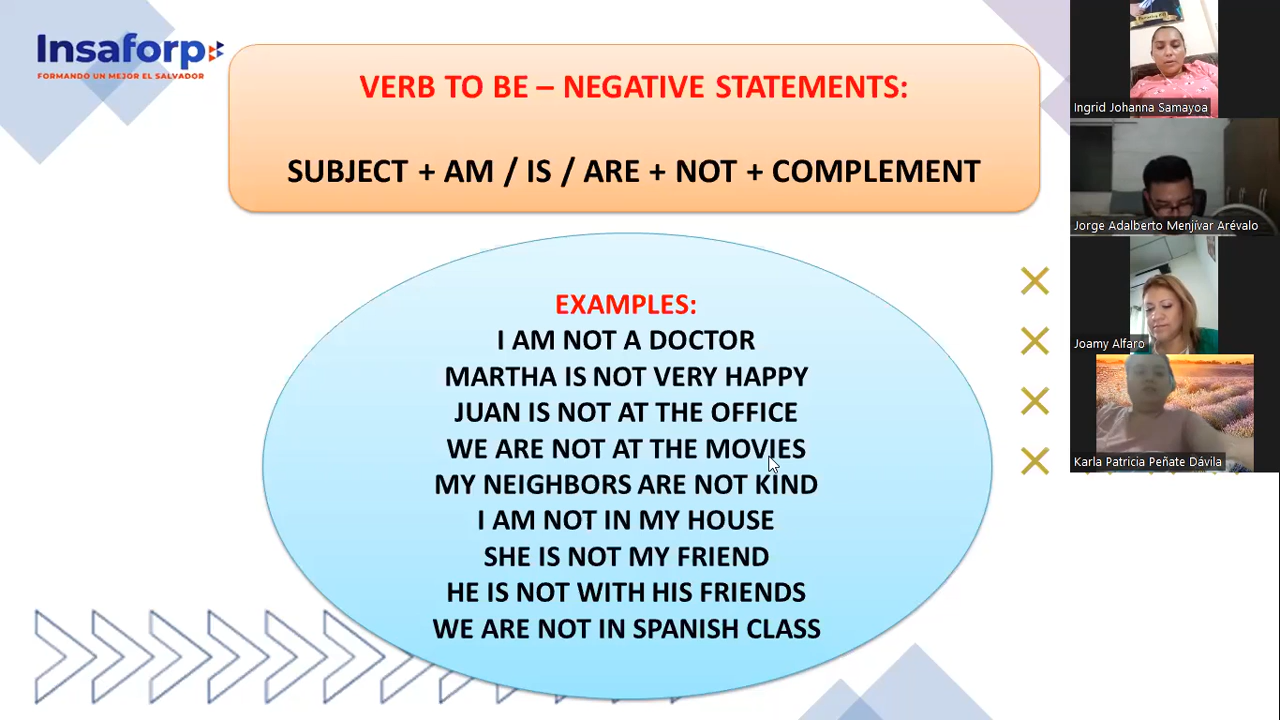 Insaforp
FORMANDO UN MEJOR EL SALVADOR
VERB TO BE – NEGATIVE STATEMENTS:
SUBJECT + AM / IS / ARE + NOT + COMPLEMENT
EXAMPLES:
I AM NOT A DOCTOR
MARTHA IS NOT VERY HAPPY
JUAN IS NOT AT THE OFFICE
WE ARE NOT AT THE MOVIES
MY NEIGHBORS ARE NOT KIND
I AM NOT IN MY HOUSE
SHE IS NOT MY FRIEND
HE IS NOT WITH HIS FRIENDS
WE ARE NOT IN SPANISH CLASS
Ingrid Johanna Samayoa
Jorge Adalberto Menjivar Arévalo
Joamy Alfaro
Karla Patricia Peñate Dávila